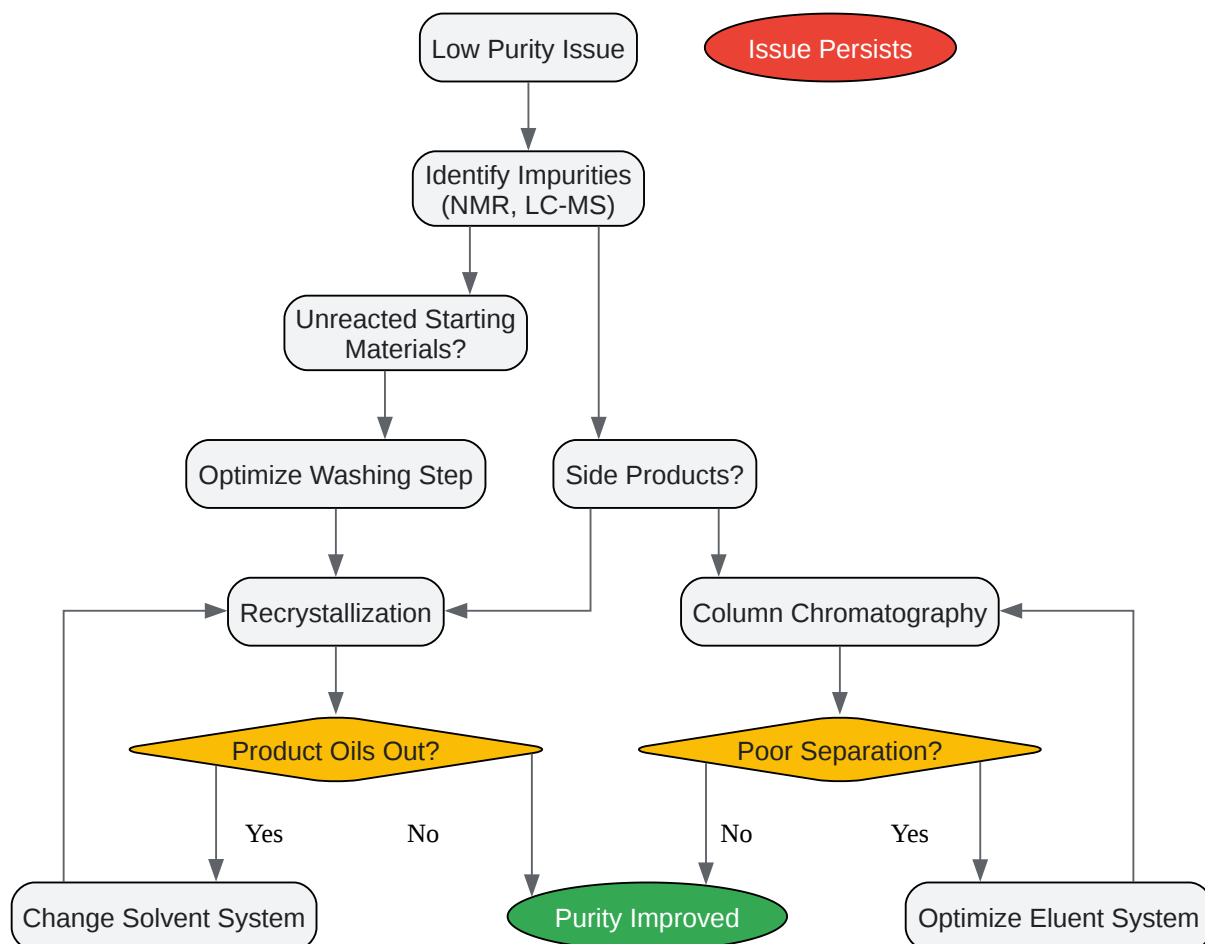 Low Purity Issue
Issue Persists
Identify Impurities
(NMR, LC-MS)
Unreacted Starting
Materials?
Optimize Washing Step
Side Products?
Recrystallization
Column Chromatography
Product Oils Out?
Poor Separation?
Yes
No
No
Yes
Change Solvent System
Purity Improved
Optimize Eluent System